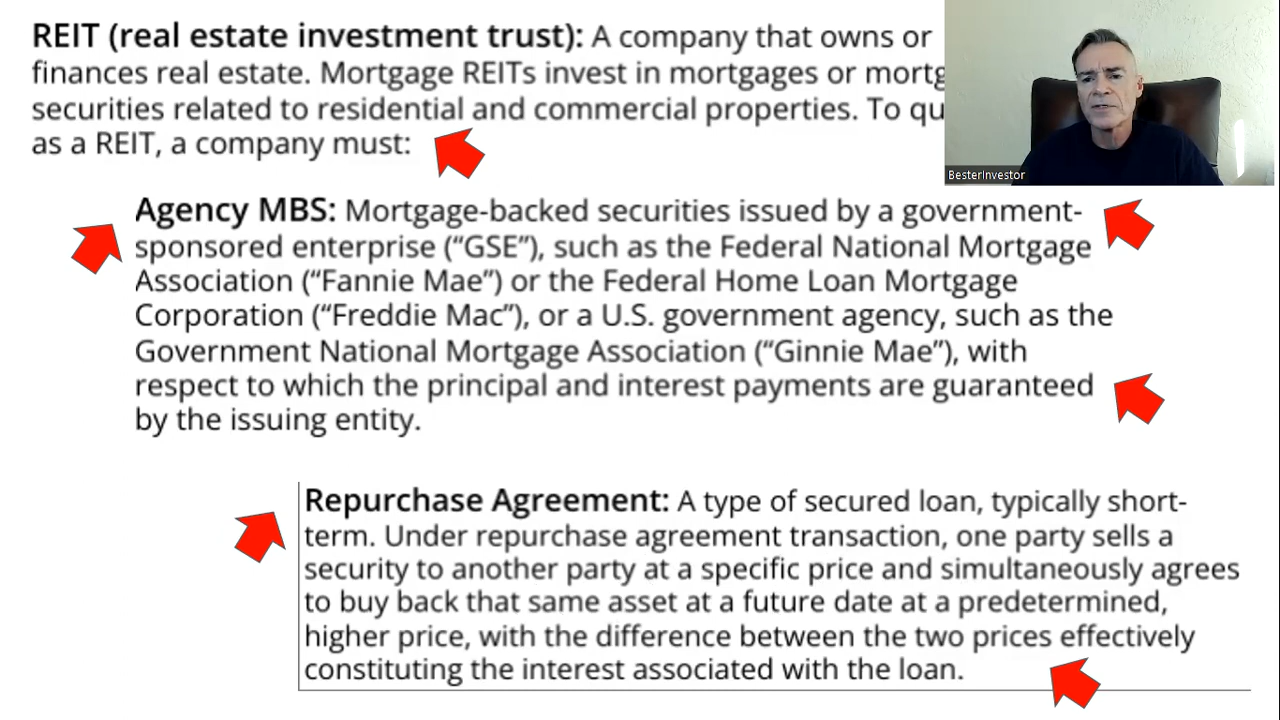 REIT (real estate investment trust): A company that owns or
finances real estate. Mortgage REITs invest in mortgages or
securities related to residential and commercial properties. To
as a REIT, a company must:
BesterInvestor
Agency MBS: Mortgage-backed securities issued by a government-
sponsored enterprise (“GSE”), such as the Federal National Mortgage
Association (“Fannie Mae”) or the Federal Home Loan Mortgage
Corporation (“Freddie Mac”), or a U.S. government agency, such as the
Government National Mortgage Association (“Ginnie Mae”), with
respect to which the principal and interest payments are guaranteed
by the issuing entity.
Repurchase Agreement: A type of secured loan, typically short-
term. Under repurchase agreement transaction, one party sells a
security to another party at a specific price and simultaneously agrees
to buy back that same asset at a future date at a predetermined,
higher price, with the difference between the two prices effectively
constituting the interest associated with the loan.